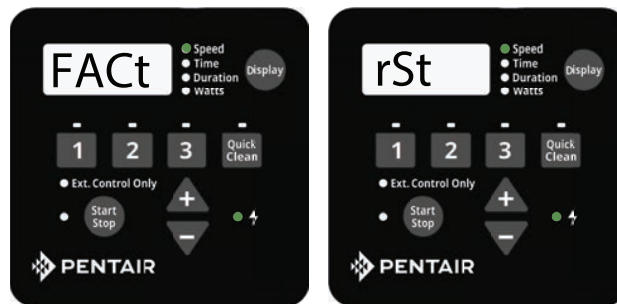 FACt
Speed
Time
Duration
Watts
Display
1 2 3 Quick Clean
Ext. Control Only
Start Stop
+
−
PENTAIR
rSt
Speed
Time
Duration
Watts
Display
1 2 3 Quick Clean
Ext. Control Only
Start Stop
+
−
PENTAIR